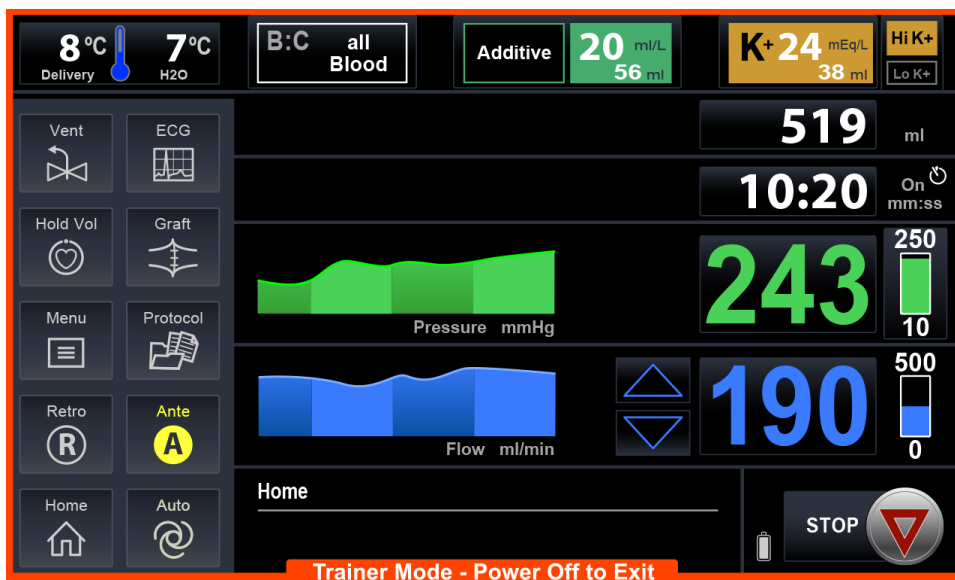 8 °C
Delivery
7 °C
H2O
B:C all
Blood
Additive
20 ml/L
56 ml
K+ 24 mEq/L
38 ml
Hi K+
Lo K+
Vent
ECG
519 ml
10:20 On
mm:ss
Hold Vol
Graft
243
250
10
Pressure mmHg
Menu
Protocol
190
500
0
Flow ml/min
Retro
R
Ante
A
Home
Auto
Home
STOP
Trainer Mode - Power Off to Exit